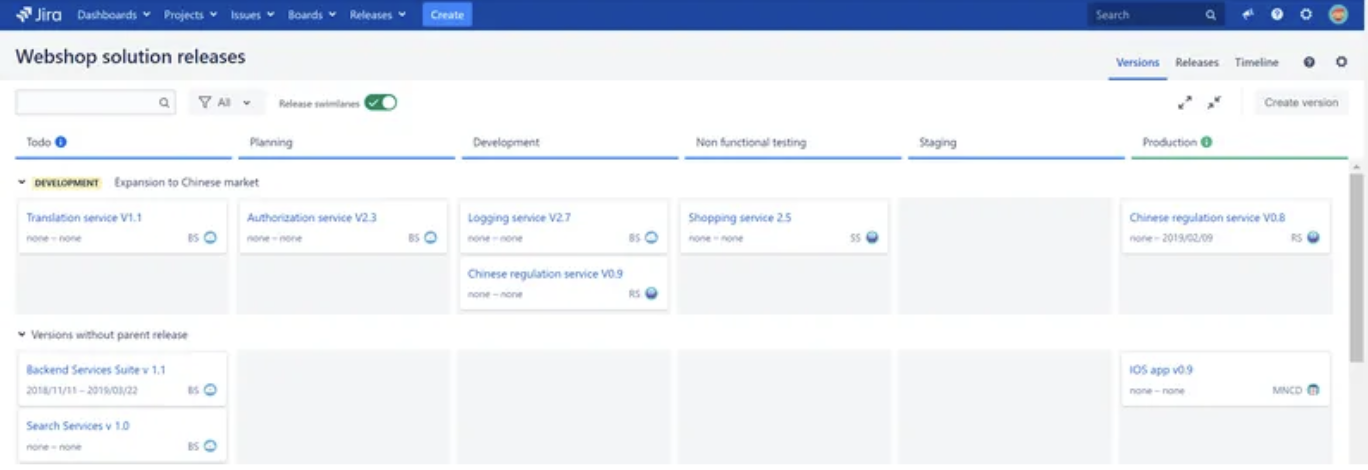 Jira Dashboards Projects Issues Boards Releases Create Search
Webshop solution releases
Versions Releases Timeline
All Release swimlanes Create version
Todo Planning Development Non functional testing Staging Production
DEVELOPMENT Expansion to Chinese market
Translation service V1.1 Authorization service V2.3 Logging service V2.7 Shopping service 2.5 Chinese regulation service V0.8
none – none BS none – none BS none – none BS none – none SS none – 2019/02/09 RS
Chinese regulation service V0.9
none – none RS
Versions without parent release
Backend Services Suite v 1.1 IOS app v0.9
2018/11/11 – 2019/03/22 BS none – none MNCD
Search Services v 1.0
none – none BS